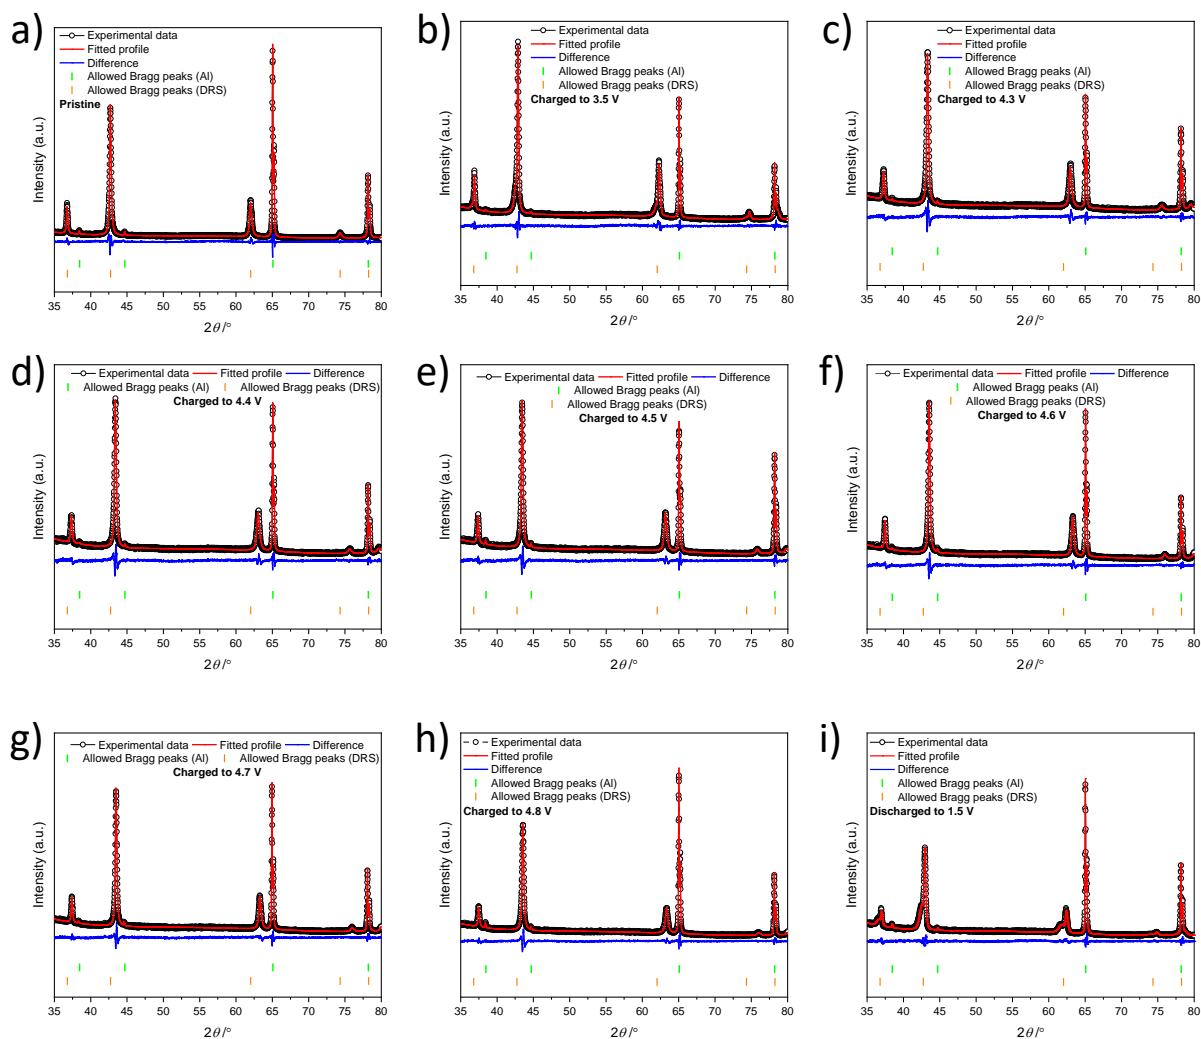 a)
Experimental data
Fitted profile
Difference
Allowed Bragg peaks (Al)
Allowed Bragg peaks (DRS)
Pristine
Intensity (a.u.)
35 40 45 50 55 60 65 70 75 80
2θ/°
b)
Experimental data
Fitted profile
Difference
Allowed Bragg peaks (Al)
Allowed Bragg peaks (DRS)
Charged to 3.5 V
Intensity (a.u.)
35 40 45 50 55 60 65 70 75 80
2θ/°
c)
Experimental data
Fitted profile
Difference
Allowed Bragg peaks (Al)
Allowed Bragg peaks (DRS)
Charged to 4.3 V
Intensity (a.u.)
35 40 45 50 55 60 65 70 75 80
2θ/°
d)
Experimental data Fitted profile Difference
Allowed Bragg peaks (Al) Allowed Bragg peaks (DRS)
Charged to 4.4 V
Intensity (a.u.)
35 40 45 50 55 60 65 70 75 80
2θ/°
e)
Experimental data Fitted profile Difference
Allowed Bragg peaks (Al)
Allowed Bragg peaks (DRS)
Charged to 4.5 V
Intensity (a.u.)
35 40 45 50 55 60 65 70 75 80
2θ/°
f)
Experimental data Fitted profile Difference
Allowed Bragg peaks (Al)
Allowed Bragg peaks (DRS)
Charged to 4.6 V
Intensity (a.u.)
35 40 45 50 55 60 65 70 75 80
2θ/°
g)
Experimental data Fitted profile Difference
Allowed Bragg peaks (Al) Allowed Bragg peaks (DRS)
Charged to 4.7 V
Intensity (a.u.)
35 40 45 50 55 60 65 70 75 80
2θ/°
h)
Experimental data
Fitted profile
Difference
Allowed Bragg peaks (Al)
Allowed Bragg peaks (DRS)
Charged to 4.8 V
Intensity (a.u.)
35 40 45 50 55 60 65 70 75 80
2θ/°
i)
Experimental data
Fitted profile
Difference
Allowed Bragg peaks (Al)
Allowed Bragg peaks (DRS)
Discharged to 1.5 V
Intensity (a.u.)
35 40 45 50 55 60 65 70 75 80
2θ/°